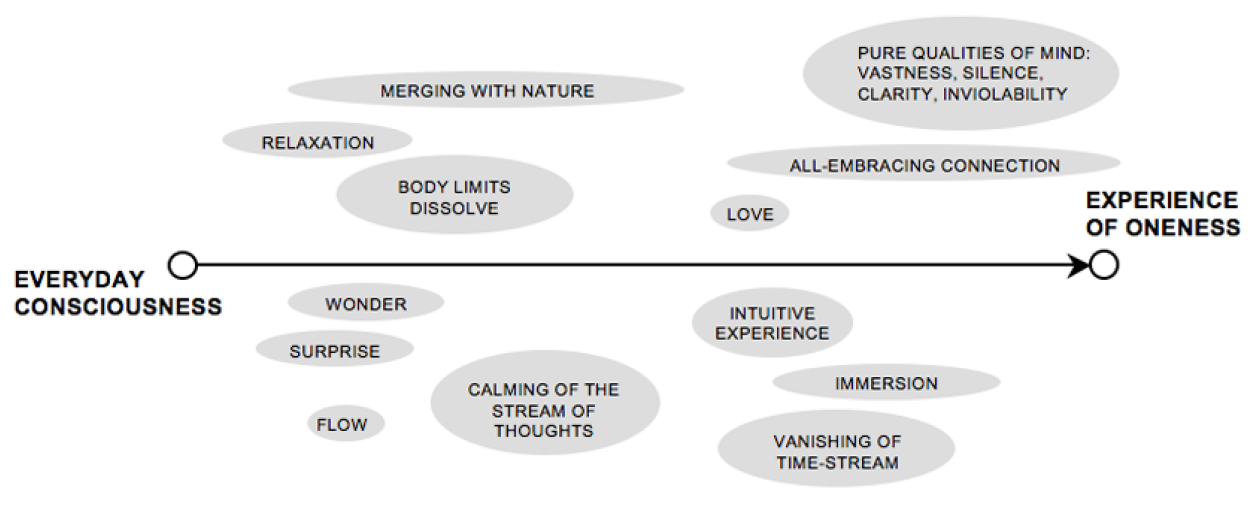 PURE QUALITIES OF MIND:
VASTNESS, SILENCE,
CLARITY, INVIOLABILITY
MERGING WITH NATURE
RELAXATION
ALL-EMBRACING CONNECTION
BODY LIMITS
DISSOLVE
LOVE
EXPERIENCE
OF ONENESS
EVERYDAY
CONSCIOUSNESS
WONDER
INTUITIVE
EXPERIENCE
SURPRISE
IMMERSION
CALMING OF THE
STREAM OF
THOUGHTS
FLOW
VANISHING OF
TIME-STREAM